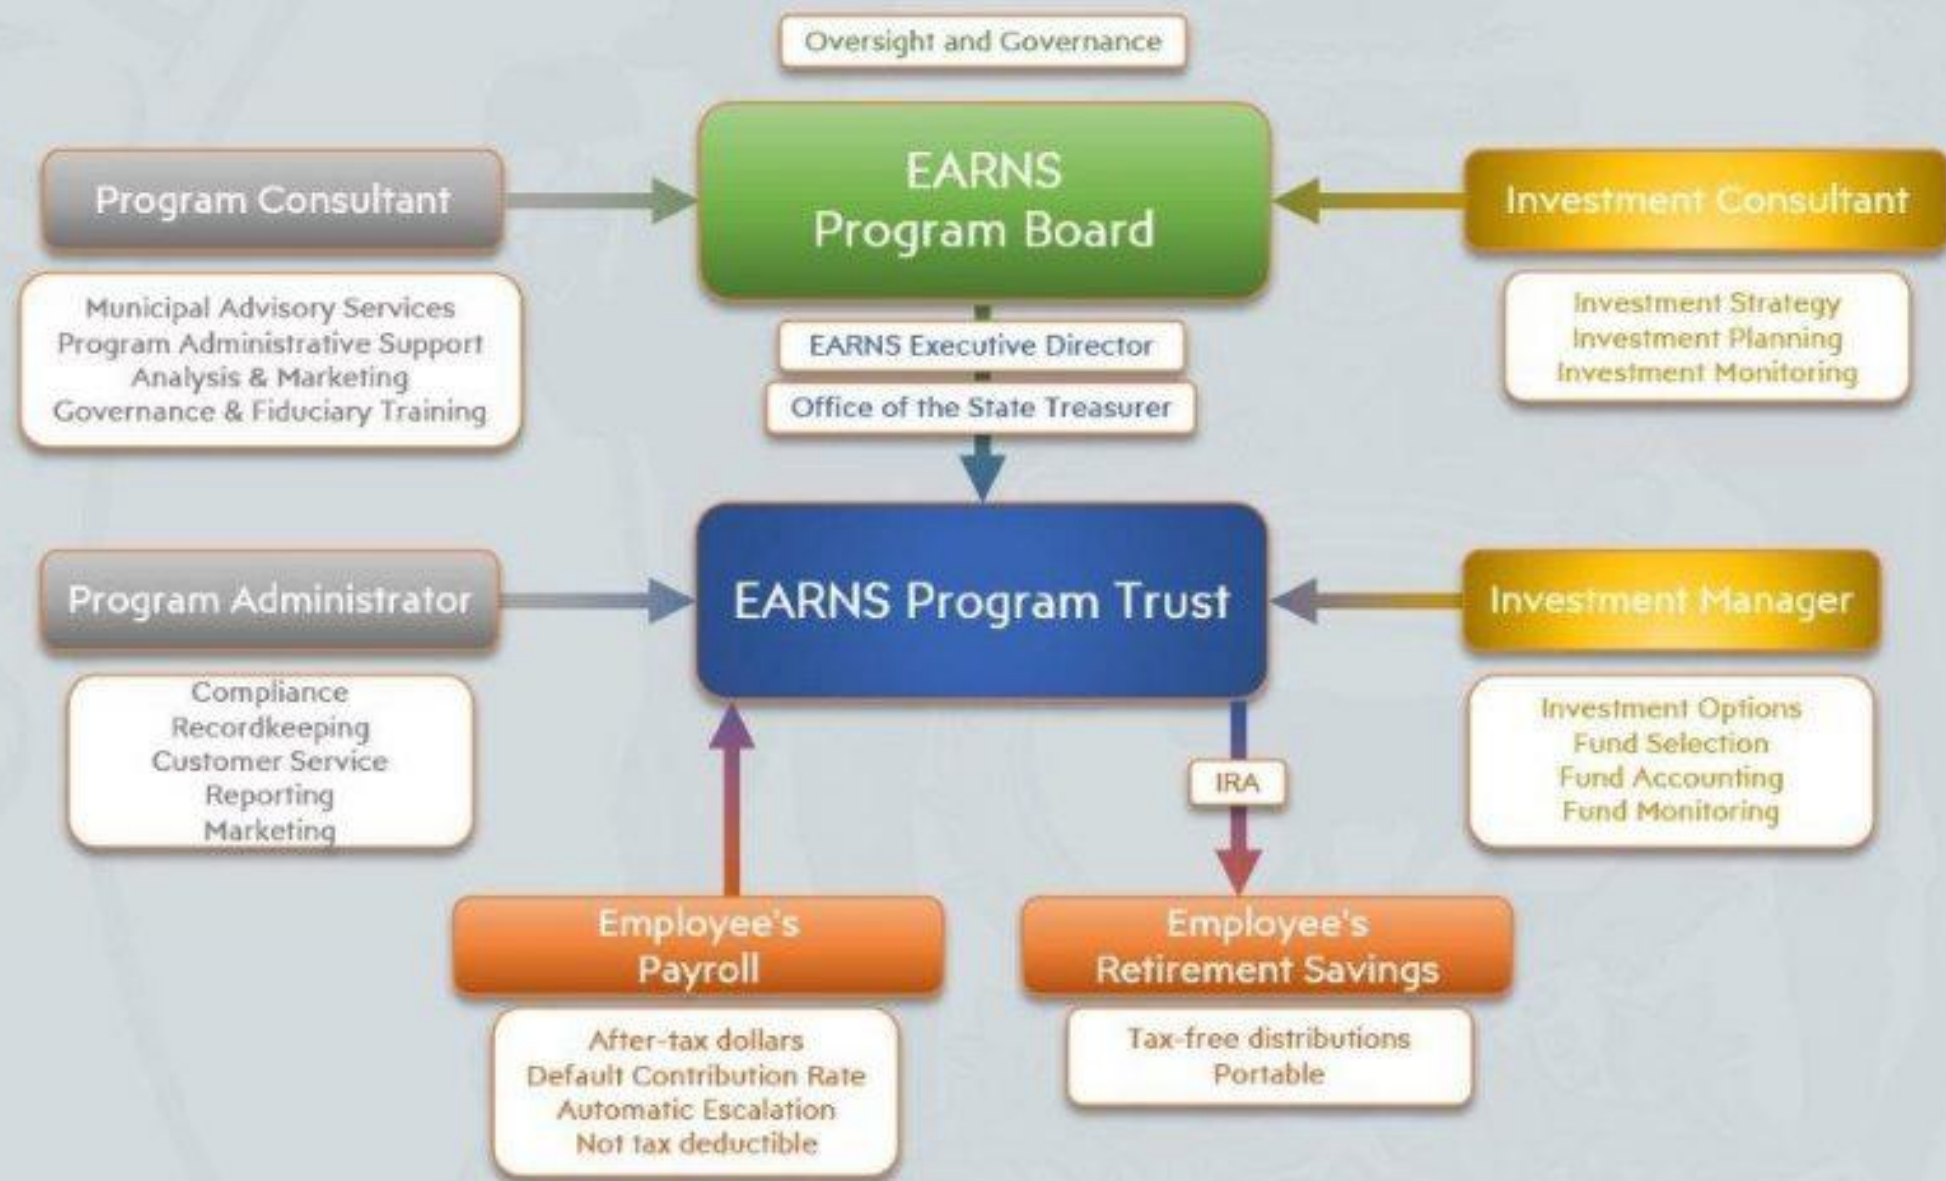 Oversight and Governance
EARNS
Program Board
Program Consultant
Municipal Advisory Services
Program Administrative Support
Analysis & Marketing
Governance & Fiduciary Training
Investment Consultant
Investment Strategy
Investment Planning
Investment Monitoring
EARNS Executive Director
Office of the State Treasurer
Program Administrator
Compliance
Recordkeeping
Customer Service
Reporting
Marketing
EARNS Program Trust
Investment Manager
Investment Options
Fund Selection
Fund Accounting
Fund Monitoring
IRA
Employee's
Payroll
After-tax dollars
Default Contribution Rate
Automatic Escalation
Not tax deductible
Employee's
Retirement Savings
Tax-free distributions
Portable